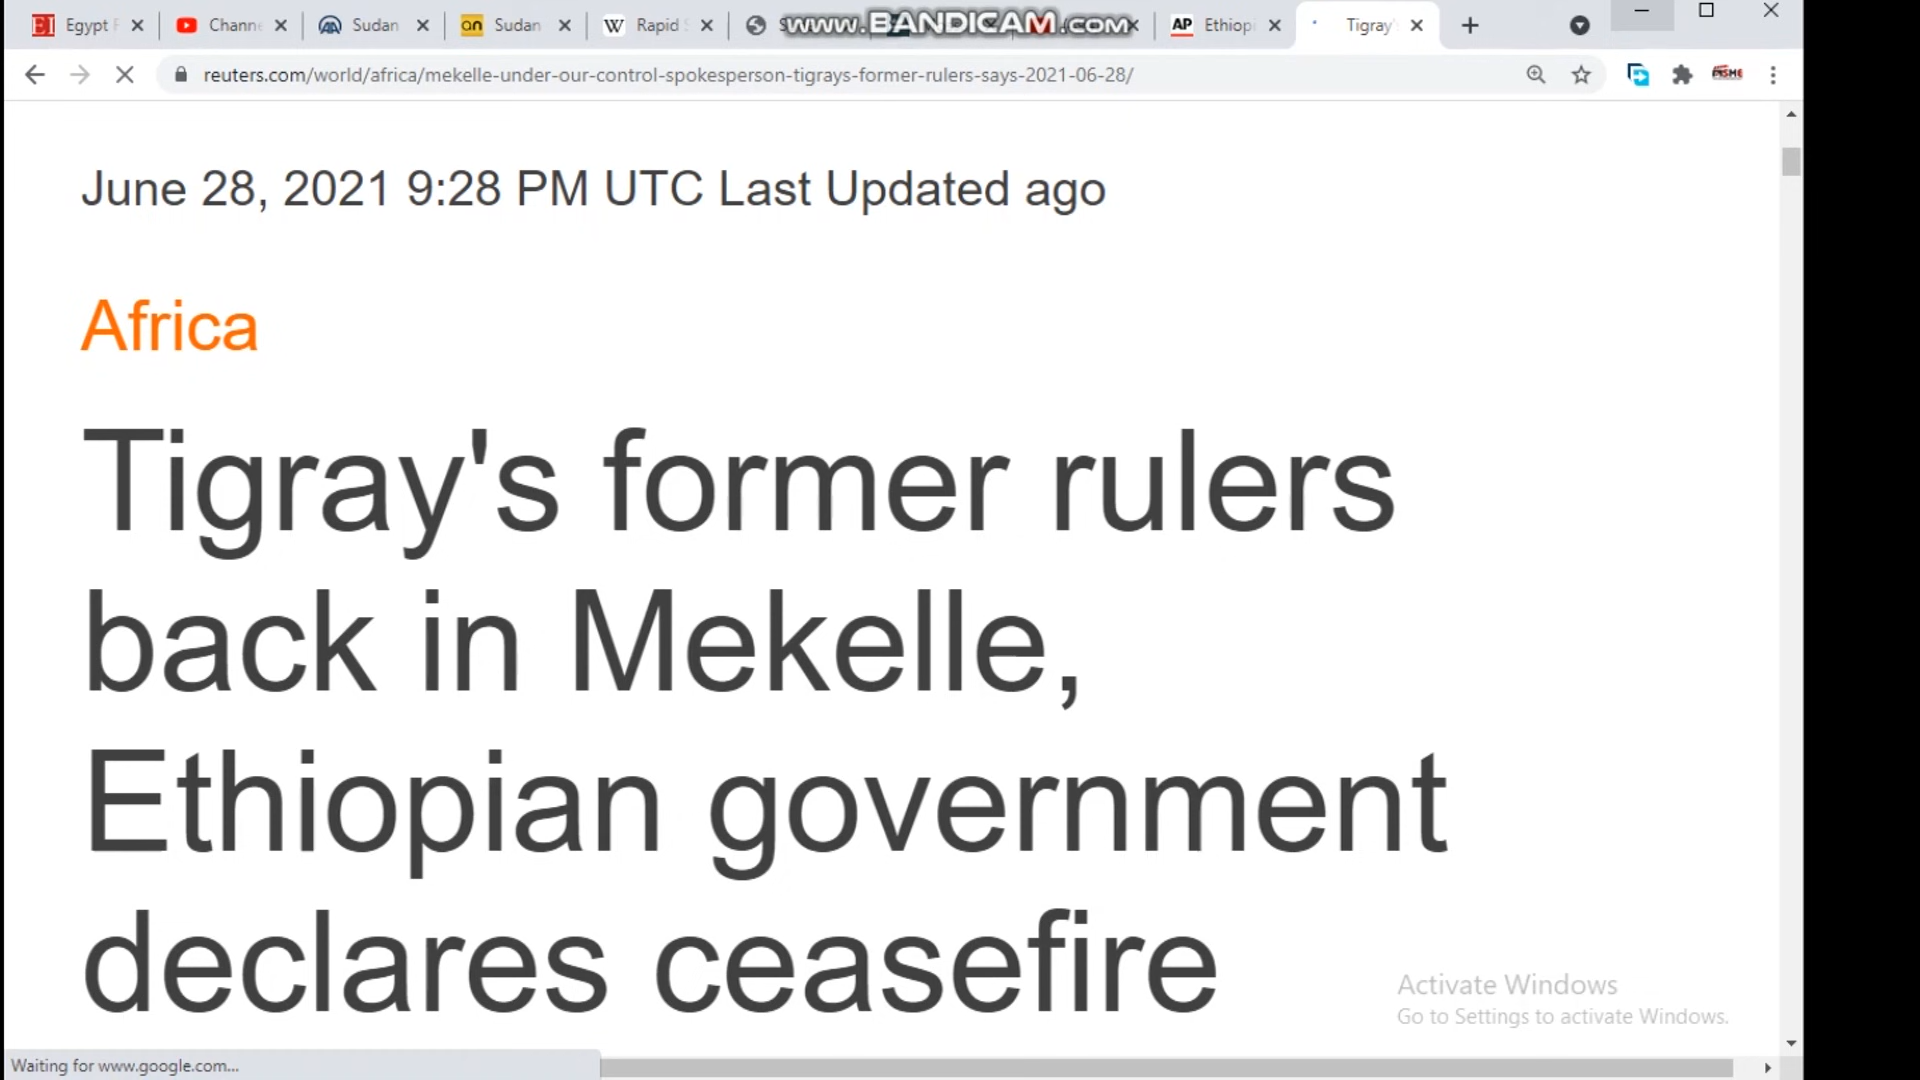 Egypt
Channe
Sudan
Sudan
Rapid S
www.BANDICAM.com
AP
Ethiopi
Tigray'
reuters.com/world/africa/mekelle-under-our-control-spokesperson-tigrays-former-rulers-says-2021-06-28/
June 28, 2021 9:28 PM UTC Last Updated ago
Africa
Tigray's former rulers
back in Mekelle,
Ethiopian government
declares ceasefire
Activate Windows
Go to Settings to activate Windows.
Waiting for www.google.com...